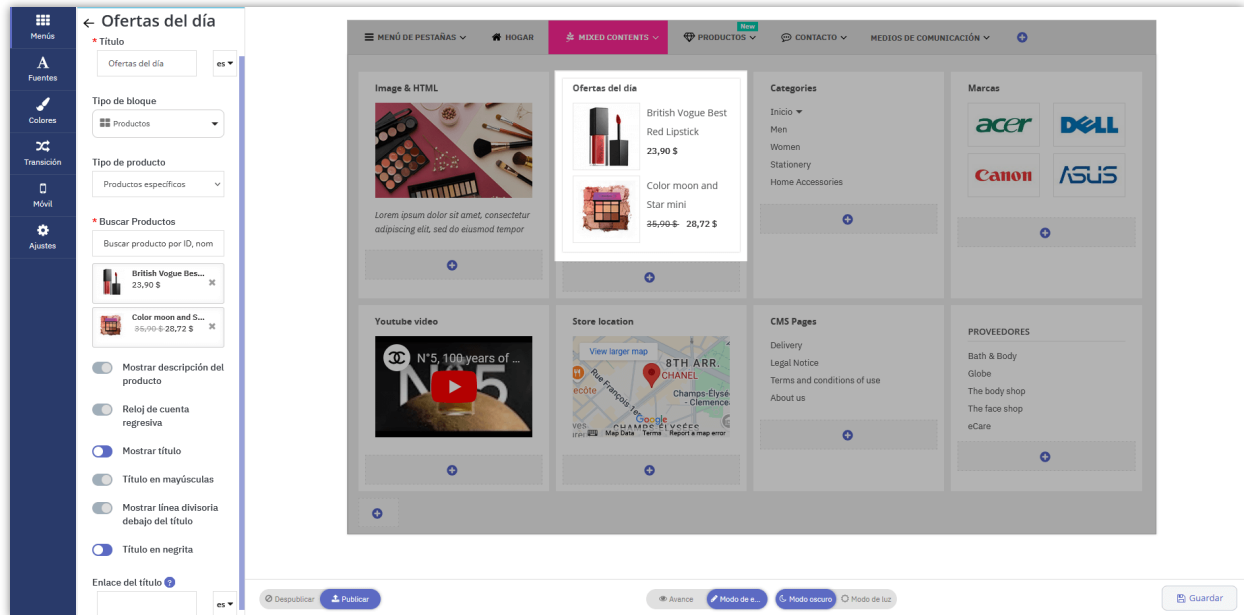 Menús
Fuentes
Colores
Transición
Móvil
Ajustes
← Ofertas del día
* Título
Ofertas del día
es
Tipo de bloque
Productos
Tipo de producto
Productos específicos
* Buscar Productos
Buscar producto por ID, nom
British Vogue Bes...
23,90 $
Color moon and S...
35,90 $ 28,72 $
Mostrar descripción del
producto
Reloj de cuenta
regresiva
Mostrar título
Título en mayúsculas
Mostrar línea divisoria
debajo del título
Título en negrita
Enlace del título ?
es
MENÚ DE PESTAÑAS
HOGAR
MIXED CONTENTS
New
PRODUCTOS
CONTACTO
MEDIOS DE COMUNICACIÓN
Image & HTML
Lorem ipsum dolor sit amet, consectetur
adipiscing elit, sed do eiusmod tempor
Ofertas del día
British Vogue Best
Red Lipstick
23,90 $
Color moon and
Star mini
35,90 $ 28,72 $
Categories
Inicio
Men
Women
Stationery
Home Accessories
Marcas
acer
DELL
Canon
ASUS
Youtube video
N°5, 100 years of ...
N°5
Store location
View larger map
8TH ARR.
CHANEL
Rue François 1er
Champs-Élysé
- Clemence
CHAMPS ELYSÉES
Google
Map Data Terms Report a map error
CMS Pages
Delivery
Legal Notice
Terms and conditions of use
About us
PROVEEDORES
Bath & Body
Globe
The body shop
The face shop
eCare
Despublicar
Publicar
Avance
Modo de e...
Modo oscuro
Modo de luz
Guardar